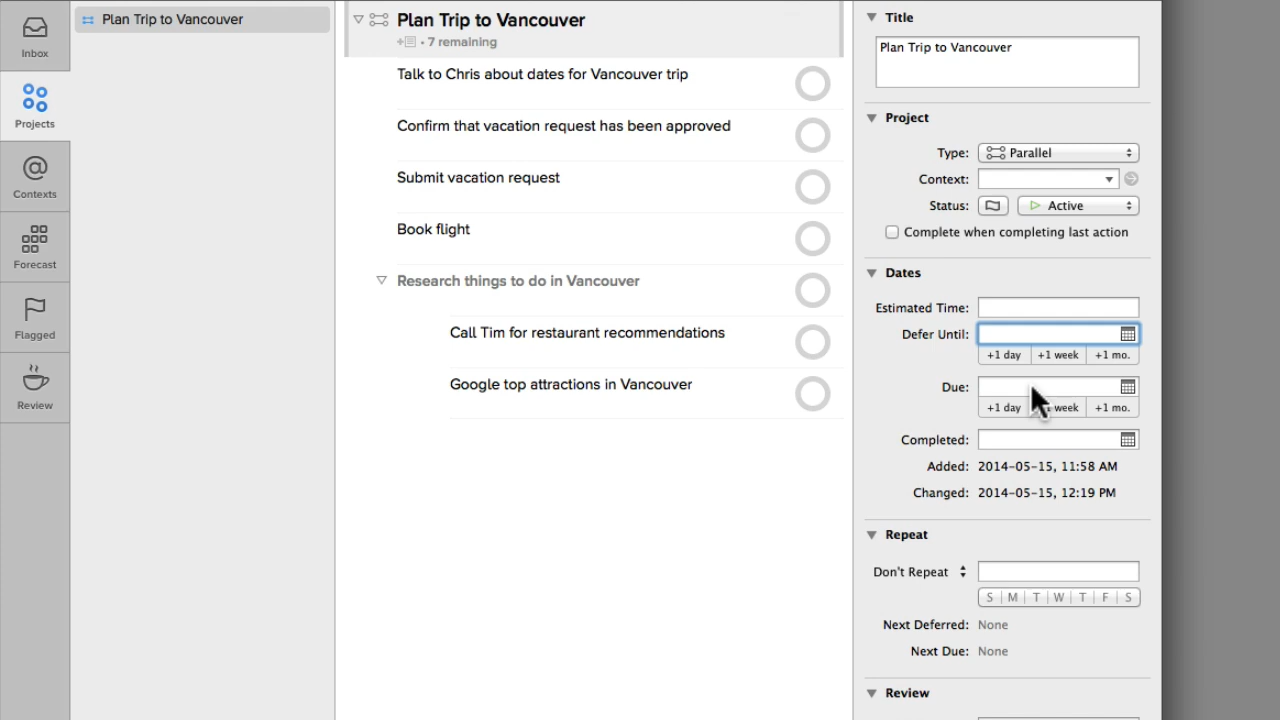 Inbox
Projects
Contexts
Forecast
Flagged
Review
Plan Trip to Vancouver
Plan Trip to Vancouver
• 7 remaining
Talk to Chris about dates for Vancouver trip
Confirm that vacation request has been approved
Submit vacation request
Book flight
Research things to do in Vancouver
Call Tim for restaurant recommendations
Google top attractions in Vancouver
Title
Plan Trip to Vancouver
Project
Type: Parallel
Context:
Status: Active
Complete when completing last action
Dates
Estimated Time:
Defer Until:
+1 day +1 week +1 mo.
Due:
+1 day week +1 mo.
Completed:
Added: 2014-05-15, 11:58 AM
Changed: 2014-05-15, 12:19 PM
Repeat
Don't Repeat
S M T W T F S
Next Deferred: None
Next Due: None
Review